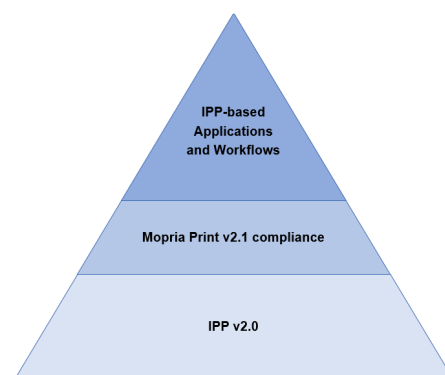 IPP-based
Applications
and Workflows
Mopria Print v2.1 compliance
IPP v2.0